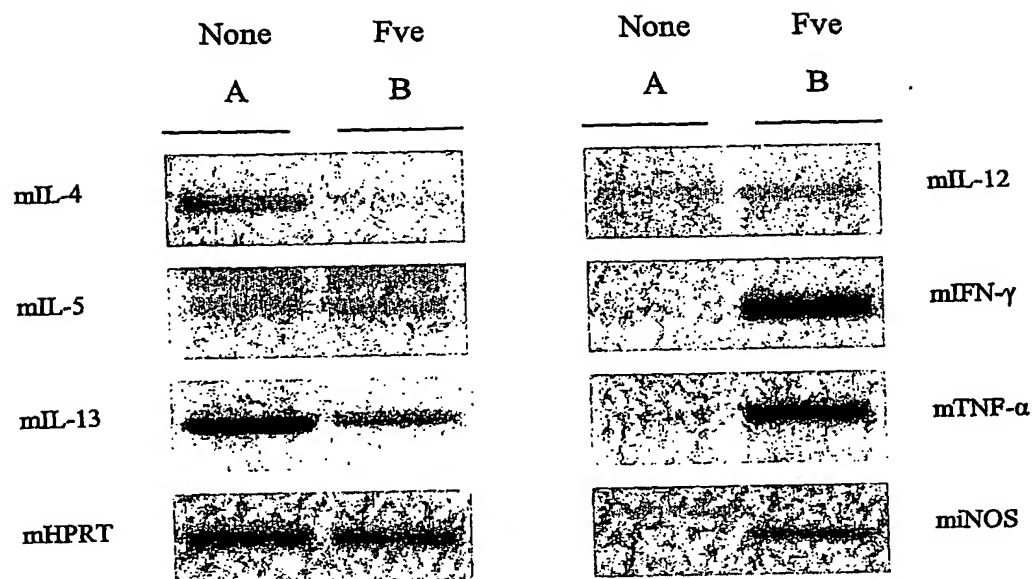 None Fve
A B
mIL-4
mIL-5
mIL-13
mHPRT
None Fve
A B
mIL-12
mIFN-γ
mTNF-α
miNOS